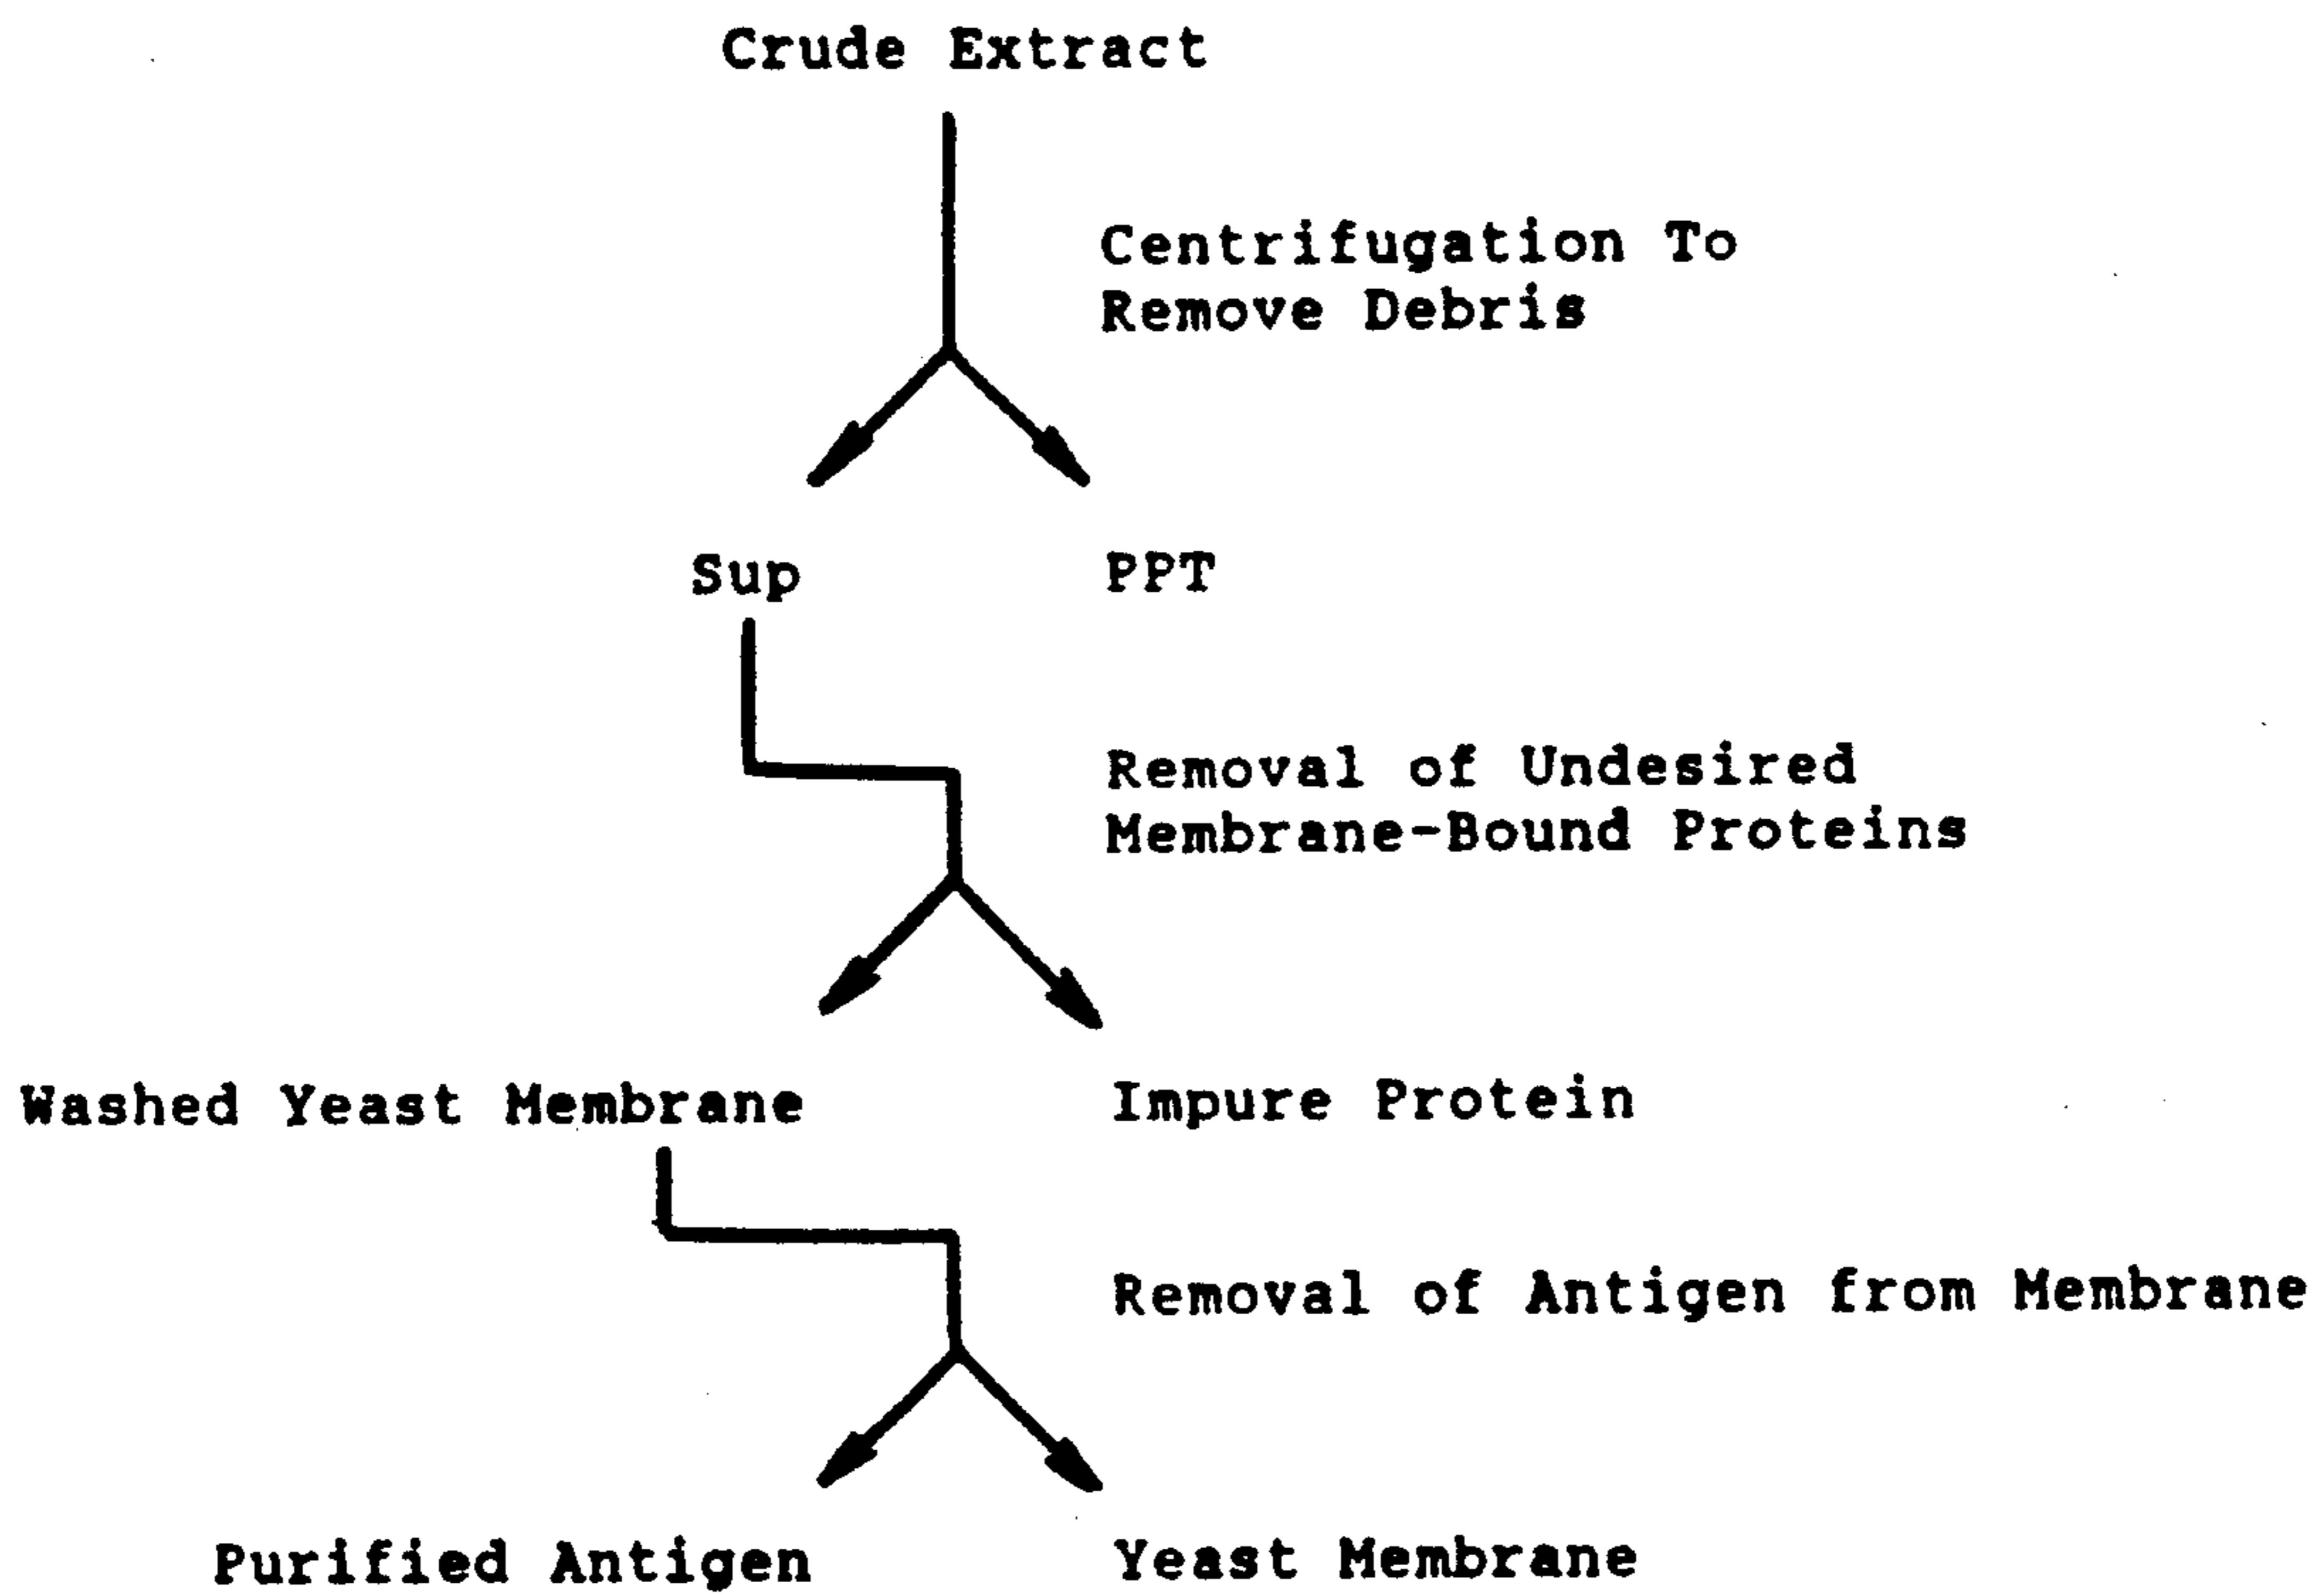 Crude Extract
Centrifugation To
Remove Debris
Sup PPT
Removal of Undesired
Membrane-Bound Proteins
Washed Yeast Membrane Impure Protein
Removal of Antigen from Membrane
Purified Antigen Yeast Membrane